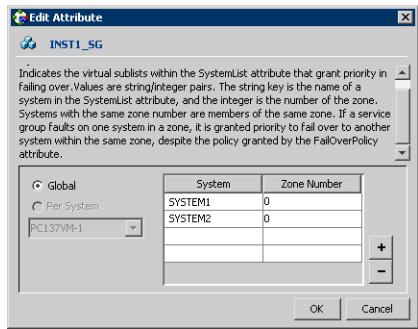 Edit Attribute
INST1_SG
Indicates the virtual sublists within the SystemList attribute that grant priority in
failing over.Values are string/integer pairs. The string key is the name of a
system in the SystemList attribute, and the integer is the number of the zone.
Systems with the same zone number are members of the same zone. If a service
group faults on one system in a zone, it is granted priority to fail over to another
system within the same zone, despite the policy granted by the FailOverPolicy
attribute.
Global
Per System
PC137VM-1
System Zone Number
SYSTEM1 0
SYSTEM2 0
+
-
OK Cancel